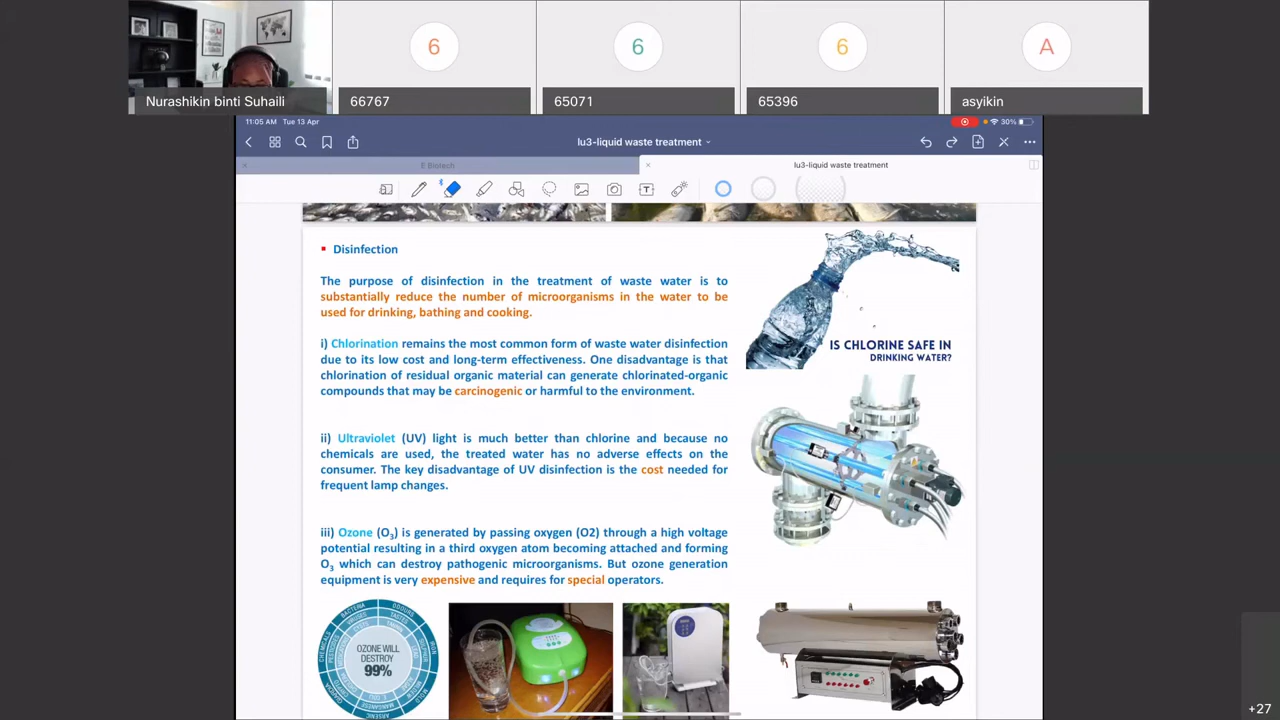 6
6
6
A
Nurashikin binti Suhaili
66767
65071
65396
asyikin
11:05 AM Tue 13 Apr
30%
lu3-liquid waste treatment
E Biotech
lu3-liquid waste treatment
Disinfection
The purpose of disinfection in the treatment of waste water is to
substantially reduce the number of microorganisms in the water to be
used for drinking, bathing and cooking.
IS CHLORINE SAFE IN
DRINKING WATER?
i) Chlorination remains the most common form of waste water disinfection
due to its low cost and long-term effectiveness. One disadvantage is that
chlorination of residual organic material can generate chlorinated-organic
compounds that may be carcinogenic or harmful to the environment.
ii) Ultraviolet (UV) light is much better than chlorine and because no
chemicals are used, the treated water has no adverse effects on the
consumer. The key disadvantage of UV disinfection is the cost needed for
frequent lamp changes.
iii) Ozone (O3) is generated by passing oxygen (O2) through a high voltage
potential resulting in a third oxygen atom becoming attached and forming
O3 which can destroy pathogenic microorganisms. But ozone generation
equipment is very expensive and requires for special operators.
BACTERIA
ODOURS
CHEMICALS
VIRUSES
IRON
MOLD
MANGANESE
ARSENIC
OZONE WILL
DESTROY
99%
+27